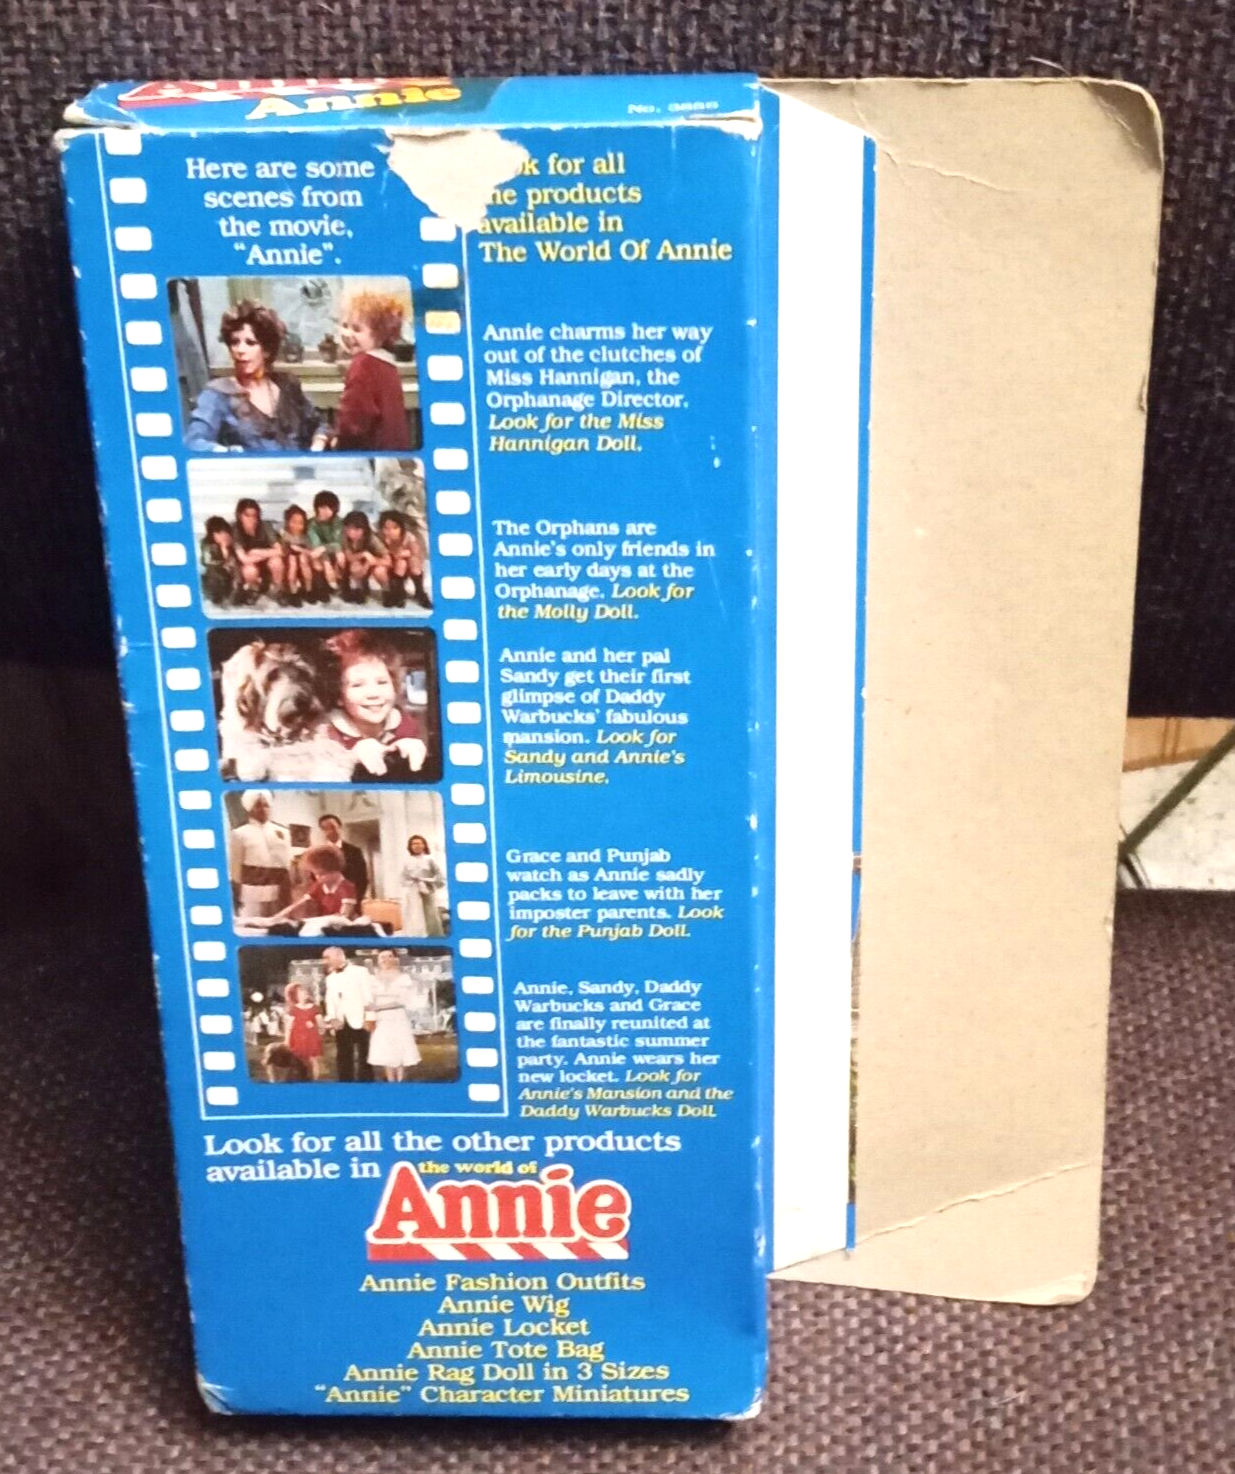 Annie
No.
Here are some
scenes from
the movie,
"Annie".
for all
products
available in
The World Of Annie
Annie charms her way
out of the clutches of
Miss Hannigan, the
Orphanage Director.
Look for the Miss
Hannigan Doll.
The Orphans are
Annie's only friends in
her early days at the
Orphanage. Look for
the Molly Doll.
Annie and her pal
Sandy get their first
glimpse of Daddy
Warbucks' fabulous
mansion. Look for
Sandy and Annie's
Limousine.
Grace and Punjab
watch as Annie sadly
packs to leave with her
imposter parents. Look
for the Punjab Doll.
Annie, Sandy, Daddy
Warbucks and Grace
are finally reunited at
the fantastic summer
party. Annie wears her
new locket. Look for
Annie's Mansion and the
Daddy Warbucks Doll.
Look for all the other products
available in the world of
Annie
Annie Fashion Outfits
Annie Wig
Annie Locket
Annie Tote Bag
Annie Rag Doll in 3 Sizes
"Annie" Character Miniatures